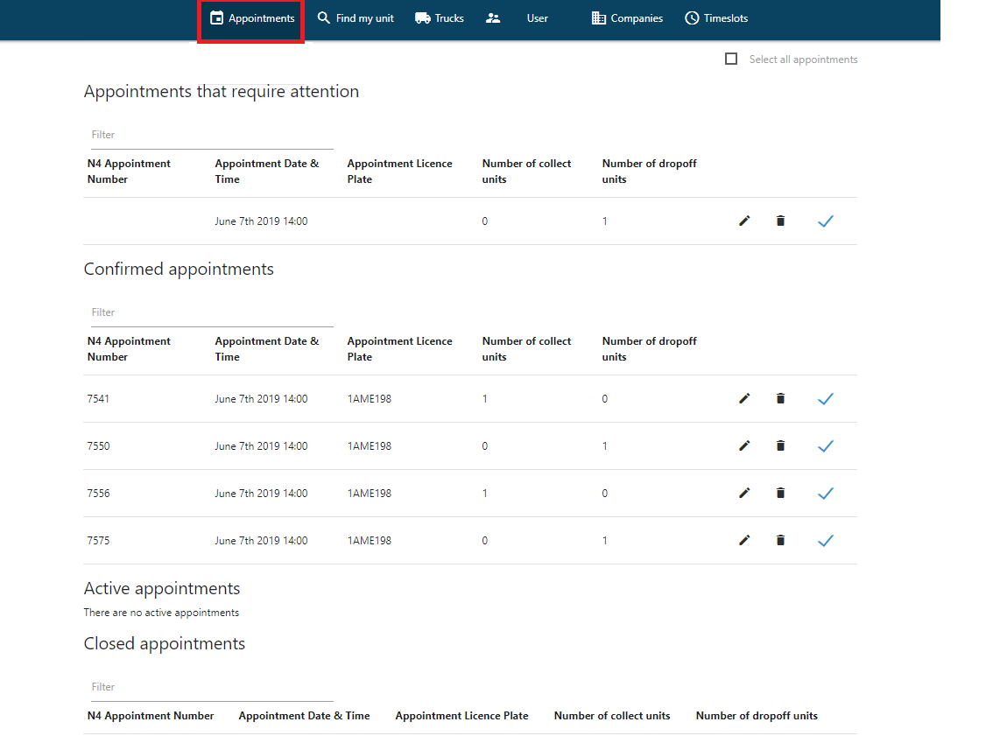 Appointments Find my unit Trucks User Companies Timeslots
Select all appointments
Appointments that require attention
Filter
N4 Appointment Number Appointment Date & Time Appointment Licence Plate Number of collect units Number of dropoff units
June 7th 2019 14:00 0 1
Confirmed appointments
Filter
N4 Appointment Number Appointment Date & Time Appointment Licence Plate Number of collect units Number of dropoff units
7541 June 7th 2019 14:00 1AME198 1 0
7550 June 7th 2019 14:00 1AME198 0 1
7556 June 7th 2019 14:00 1AME198 1 0
7575 June 7th 2019 14:00 1AME198 0 1
Active appointments
There are no active appointments
Closed appointments
Filter
N4 Appointment Number Appointment Date & Time Appointment Licence Plate Number of collect units Number of dropoff units